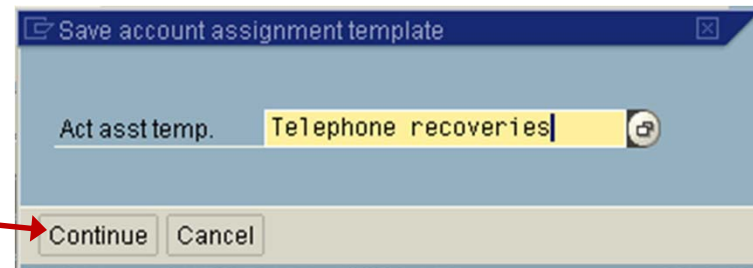 Save account assignment template
Act asst temp. Telephone recoveries
Continue Cancel